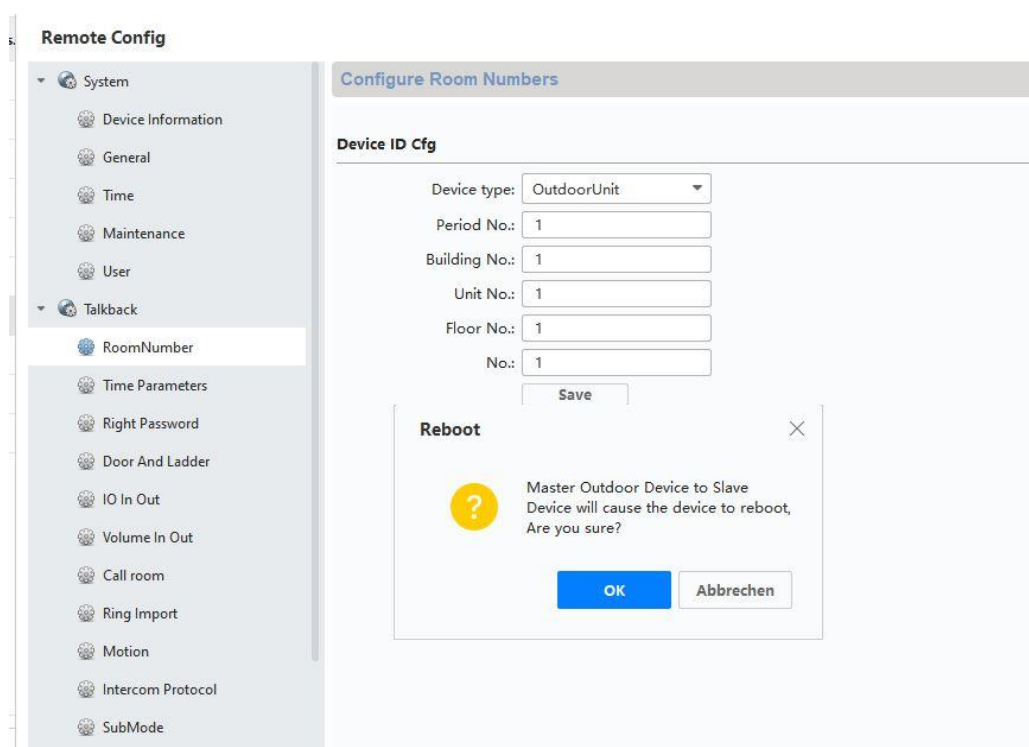 s.
Remote Config
System
Device Information
General
Time
Maintenance
User
Talkback
RoomNumber
Time Parameters
Right Password
Door And Ladder
IO In Out
Volume In Out
Call room
Ring Import
Motion
Intercom Protocol
SubMode
Configure Room Numbers
Device ID Cfg
Device type: OutdoorUnit
Period No.: 1
Building No.: 1
Unit No.: 1
Floor No.: 1
No.: 1
Save
Reboot
?
Master Outdoor Device to Slave
Device will cause the device to reboot,
Are you sure?
OK Abbrechen